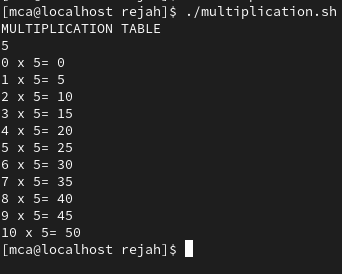 [mca@localhost rejah]$ ./multiplication.sh
MULTIPLICATION TABLE
5
0 x 5= 0
1 x 5= 5
2 x 5= 10
3 x 5= 15
4 x 5= 20
5 x 5= 25
6 x 5= 30
7 x 5= 35
8 x 5= 40
9 x 5= 45
10 x 5= 50
[mca@localhost rejah]$